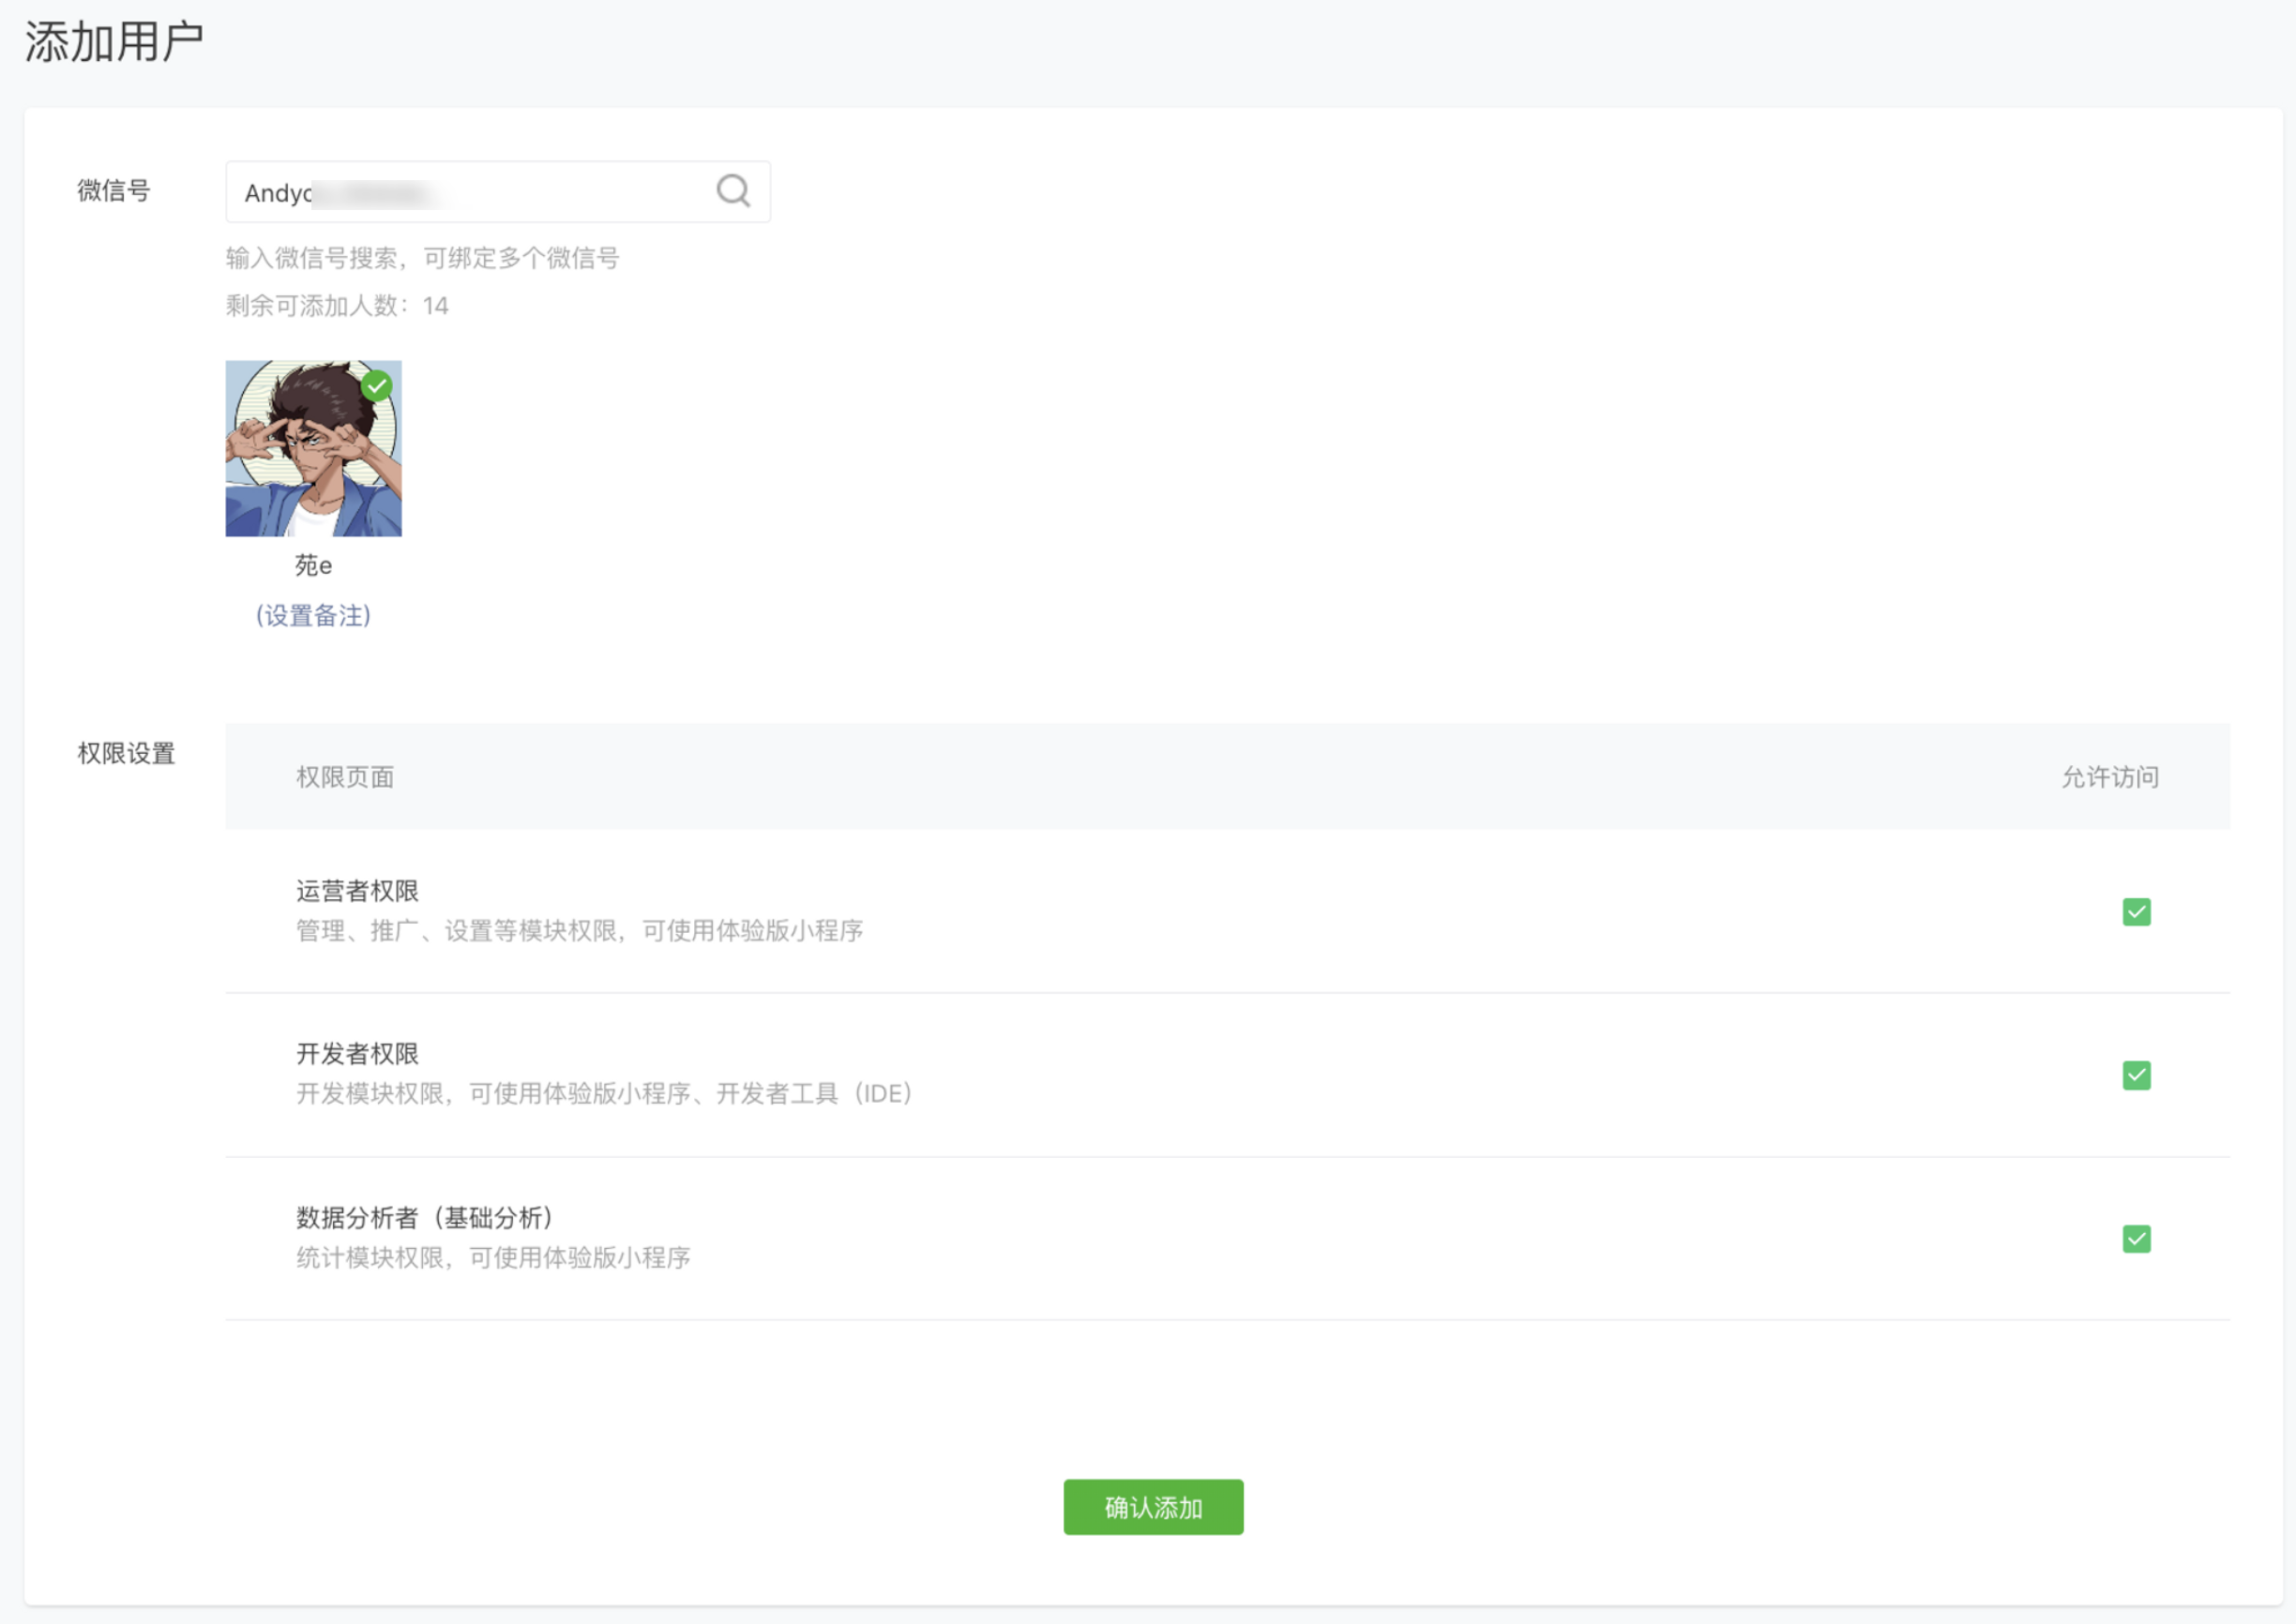 添加用户
微信号
Andyc
输入微信号搜索，可绑定多个微信号
剩余可添加人数：14
苑e
(设置备注)
权限设置
权限页面
允许访问
运营者权限
管理、推广、设置等模块权限，可使用体验版小程序
开发者权限
开发模块权限，可使用体验版小程序、开发者工具（IDE）
数据分析者（基础分析）
统计模块权限，可使用体验版小程序
确认添加